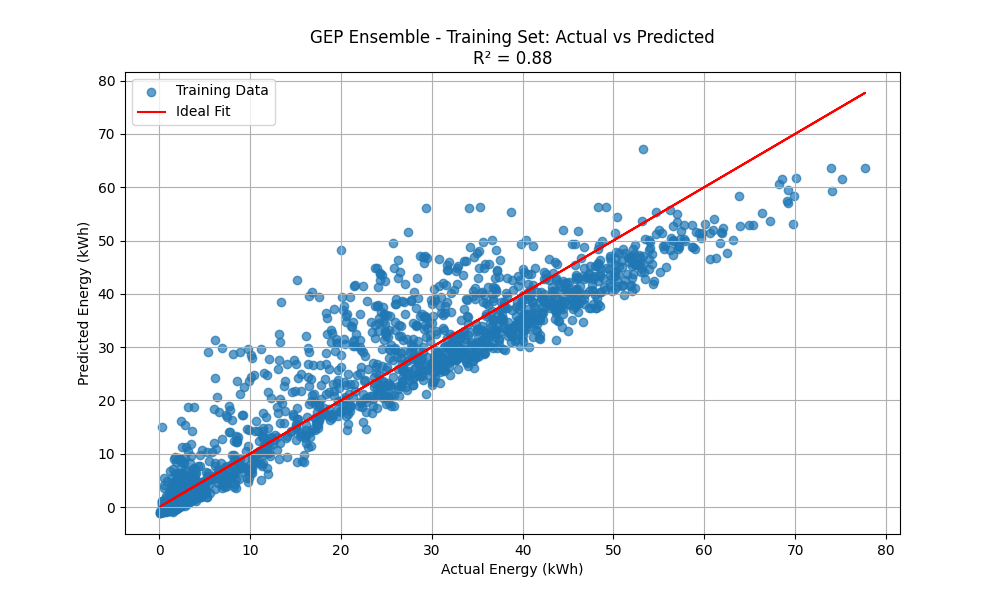 GEP Ensemble - Training Set: Actual vs Predicted
R² = 0.88
Training Data
Ideal Fit
Predicted Energy (kWh)
80
70
60
50
40
30
20
10
0
0 10 20 30 40 50 60 70 80
Actual Energy (kWh)